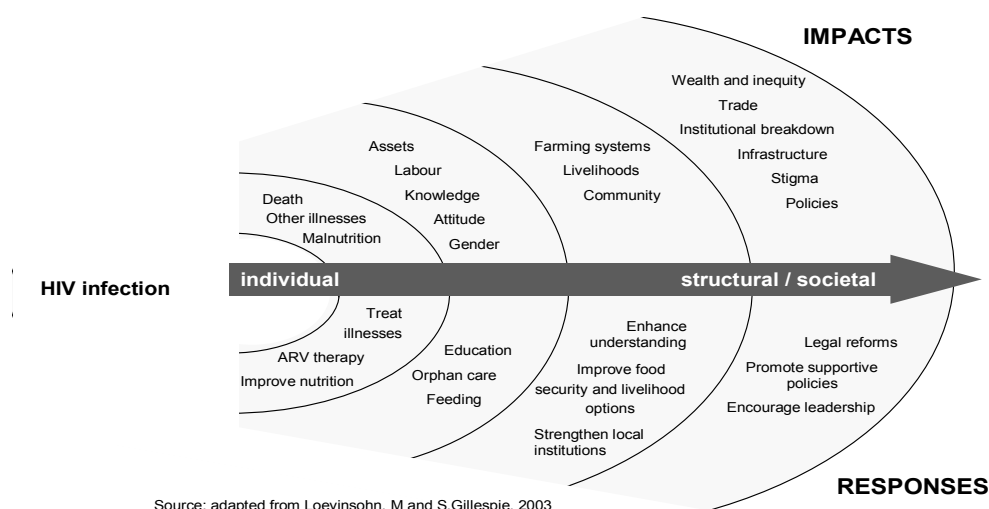 IMPACTS
Wealth and inequity
Trade
Institutional breakdown
Infrastructure
Stigma
Policies
Farming systems
Livelihoods
Community
Assets
Labour
Knowledge
Attitude
Gender
Death
Other illnesses
Malnutrition
HIV infection
individual
structural / societal
Treat
illnesses
ARV therapy
Improve nutrition
Education
Orphan care
Feeding
Enhance
understanding
Improve food
security and livelihood
options
Strengthen local
institutions
Legal reforms
Promote supportive
policies
Encourage leadership
RESPONSES
Source: adapted from Loevinsohn, M and S.Gillespie, 2003